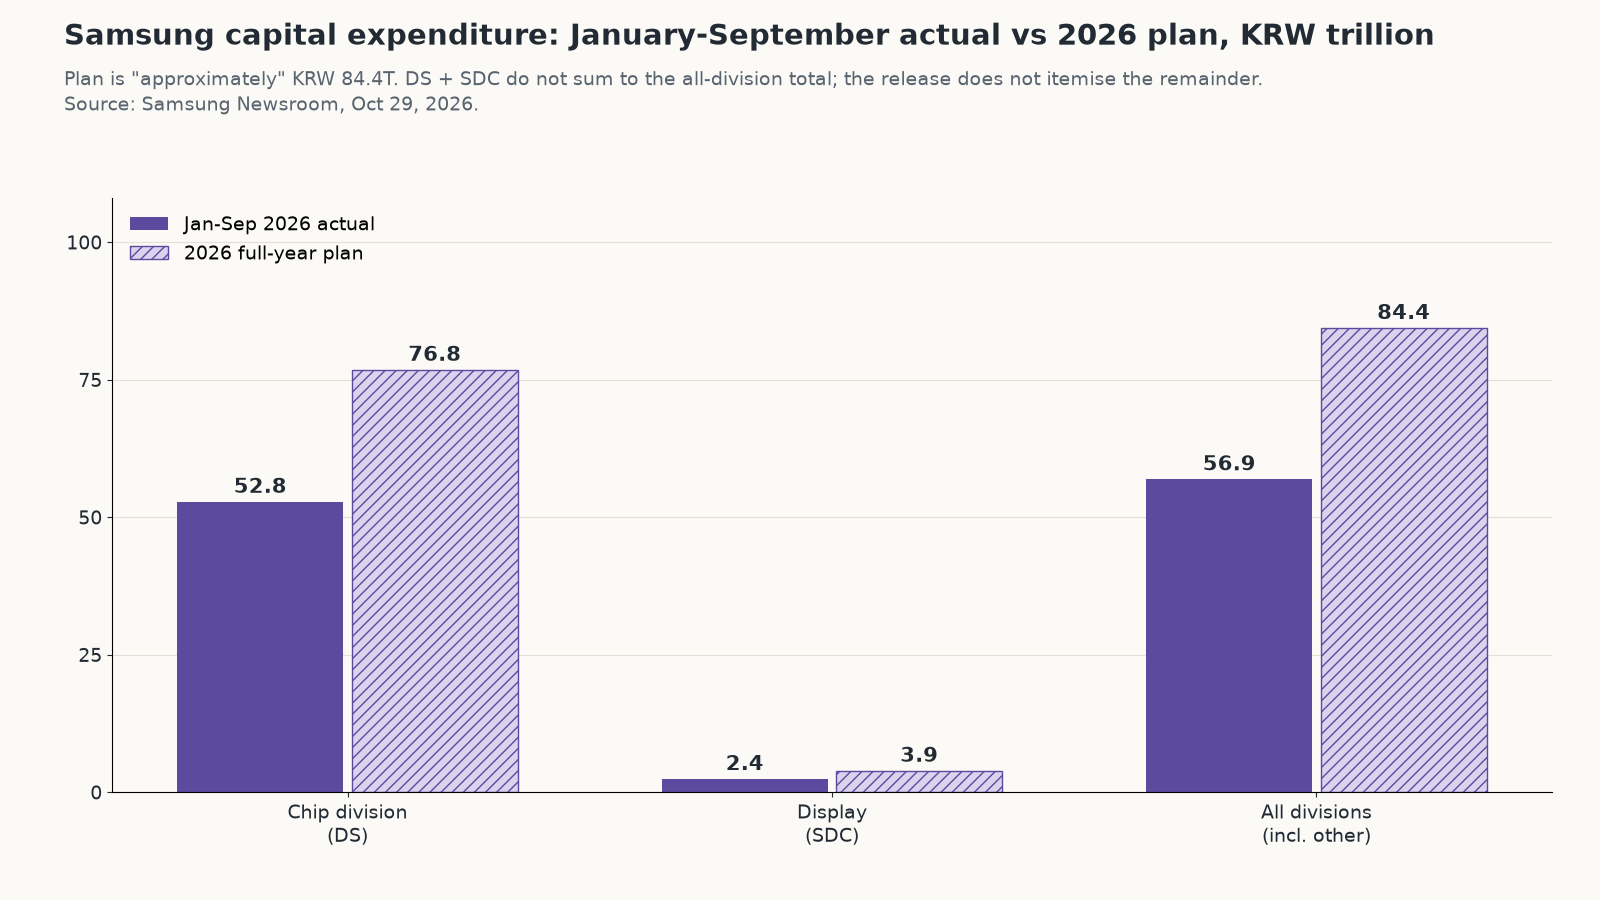 Samsung capital expenditure: January-September actual vs 2026 plan, KRW trillion
Plan is "approximately" KRW 84.4T. DS + SDC do not sum to the all-division total; the release does not itemise the remainder.
Source: Samsung Newsroom, Oct 29, 2026.
Jan-Sep 2026 actual
2026 full-year plan
100
75
50
25
0
52.8
76.8
2.4
3.9
56.9
84.4
Chip division
(DS)
Display
(SDC)
All divisions
(incl. other)